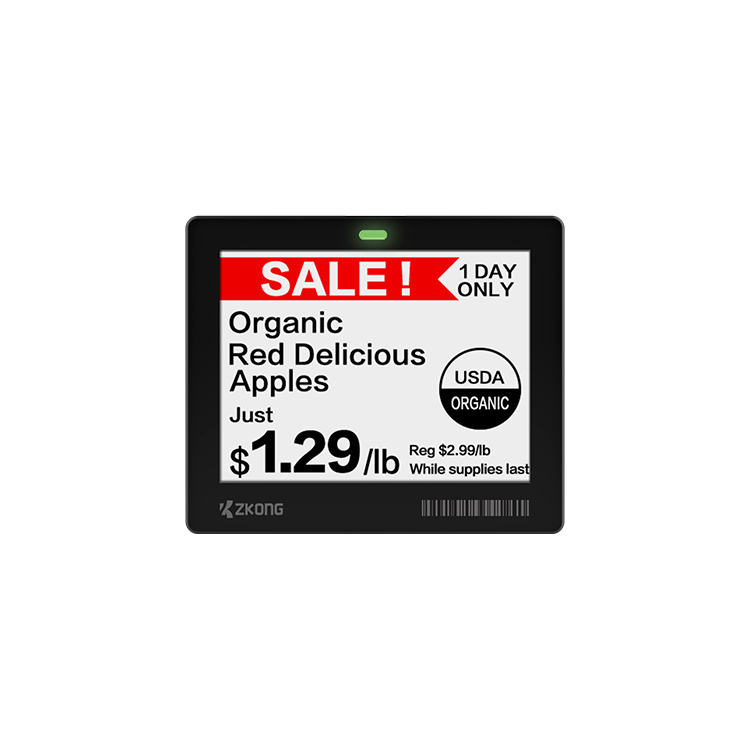 SALE !
1 DAY
ONLY
Organic
Red Delicious
Apples
USDA
ORGANIC
Just
$1.29/lb
Reg $2.99/lb
While supplies last
ZKONG